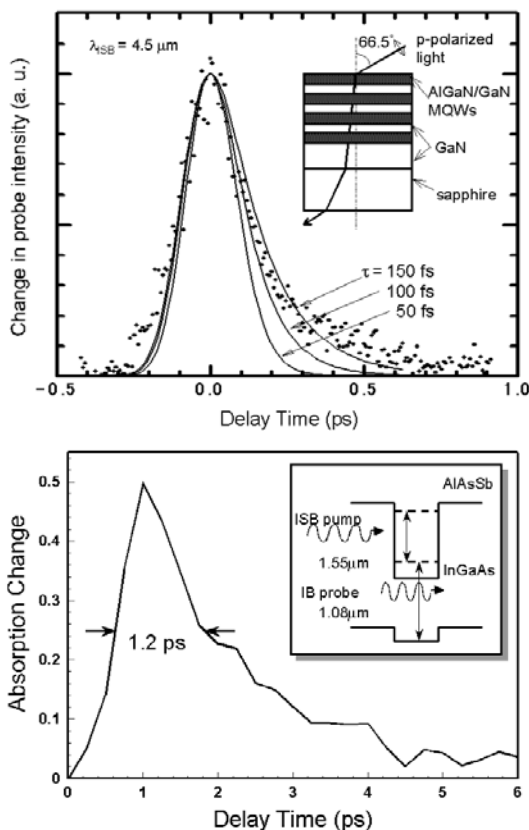 λISB = 4.5 μm
66.5°
p-polarized
light
AlGaN/GaN
MQWs
GaN
sapphire
τ = 150 fs
100 fs
50 fs
Change in probe intensity (a. u.)
−0.5 0.0 0.5 1.0
Delay Time (ps)
AlAsSb
ISB pump
1.55μm
InGaAs
IB probe
1.08μm
1.2 ps
Absorption Change
0.5
0.4
0.3
0.2
0.1
0
0 1 2 3 4 5 6
Delay Time (ps)